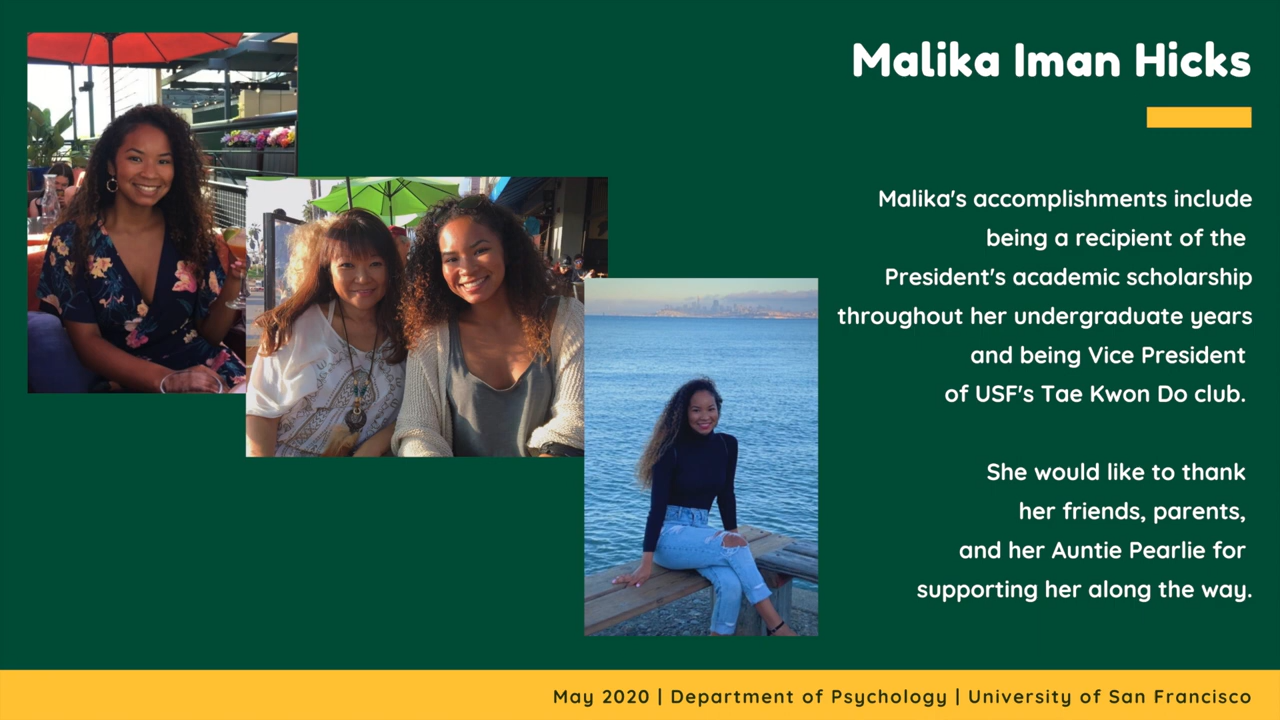 Malika Iman Hicks
Malika's accomplishments include
being a recipient of the
President's academic scholarship
throughout her undergraduate years
and being Vice President
of USF's Tae Kwon Do club.
She would like to thank
her friends, parents,
and her Auntie Pearlie for
supporting her along the way.
May 2020 | Department of Psychology | University of San Francisco